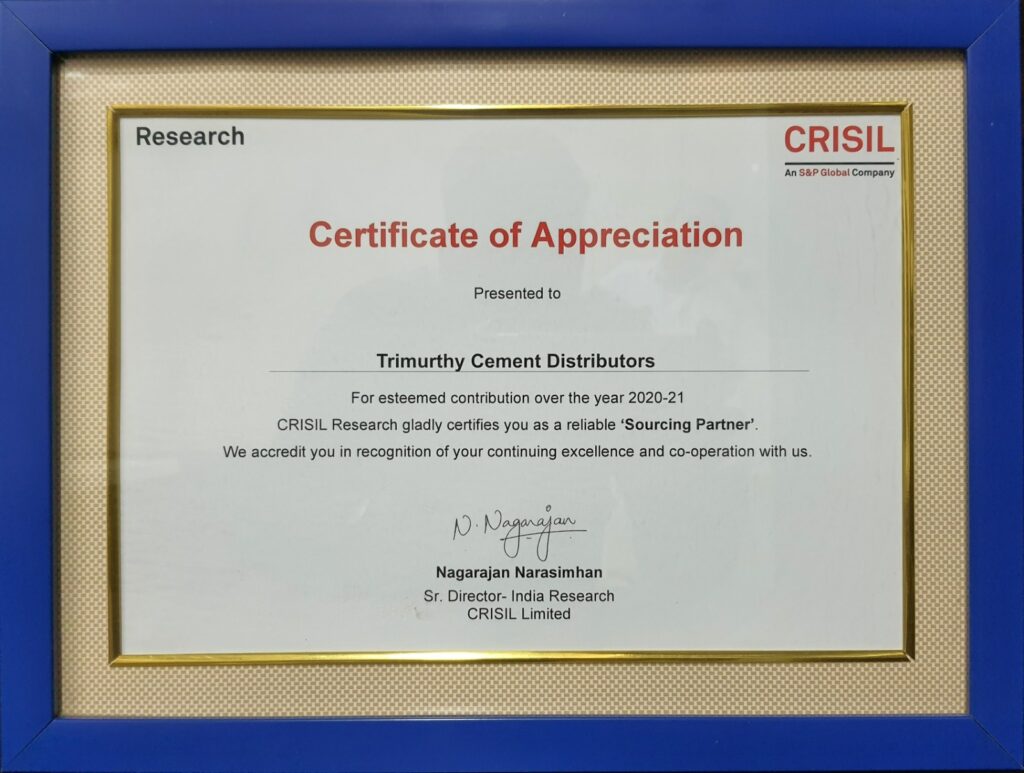 Research
CRISIL
An S&P Global Company
Certificate of Appreciation
Presented to
Trimurthy Cement Distributors
For esteemed contribution over the year 2020-21
CRISIL Research gladly certifies you as a reliable ‘Sourcing Partner’.
We accredit you in recognition of your continuing excellence and co-operation with us.
N. Nagarajan
Nagarajan Narasimhan
Sr. Director- India Research
CRISIL Limited